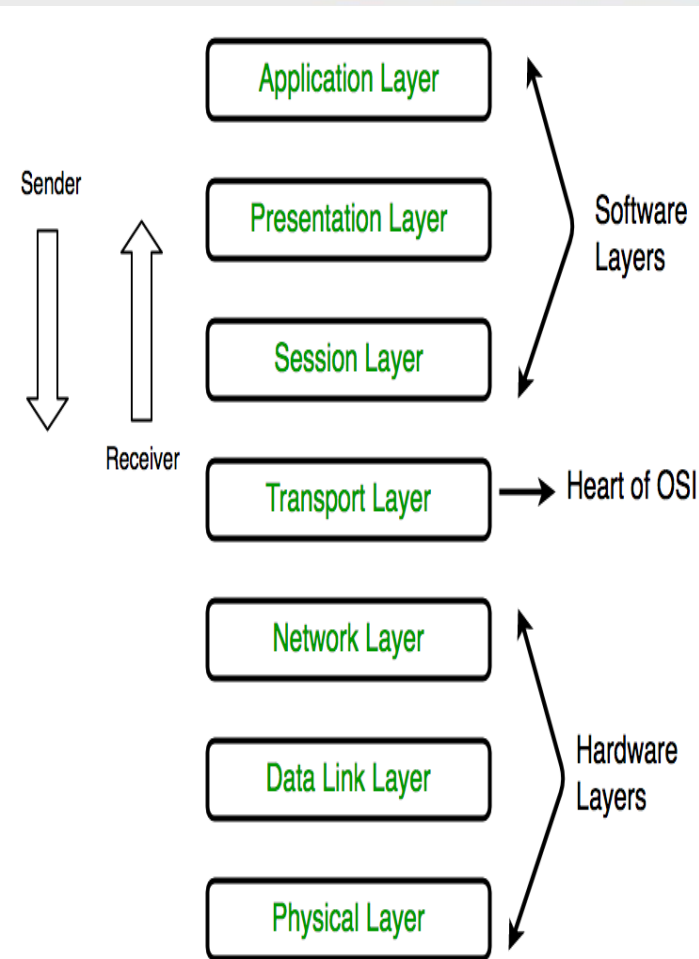 Application Layer
Sender
Presentation Layer
Software
Layers
Session Layer
Receiver
Transport Layer
Heart of OSI
Network Layer
Hardware
Layers
Data Link Layer
Physical Layer